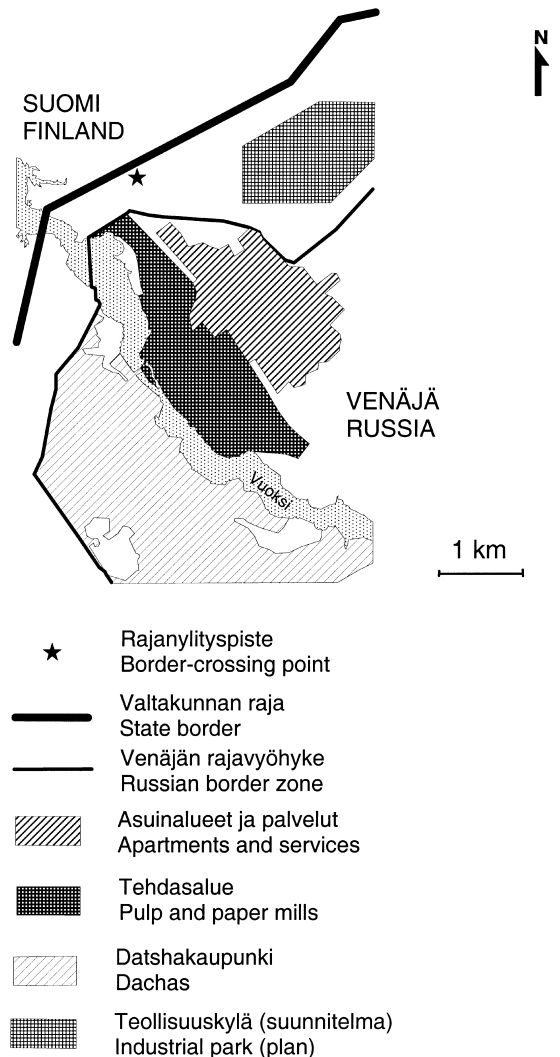 N
SUOMI
FINLAND
VENÄJÄ
RUSSIA
Vuoksi
1 km
Rajanylityspiste
Border-crossing point
Valtakunnan raja
State border
Venäjän rajavyöhyke
Russian border zone
Asuinalueet ja palvelut
Apartments and services
Tehdasalue
Pulp and paper mills
Datshakaupunki
Dachas
Teollisuuskylä (suunnitelma)
Industrial park (plan)